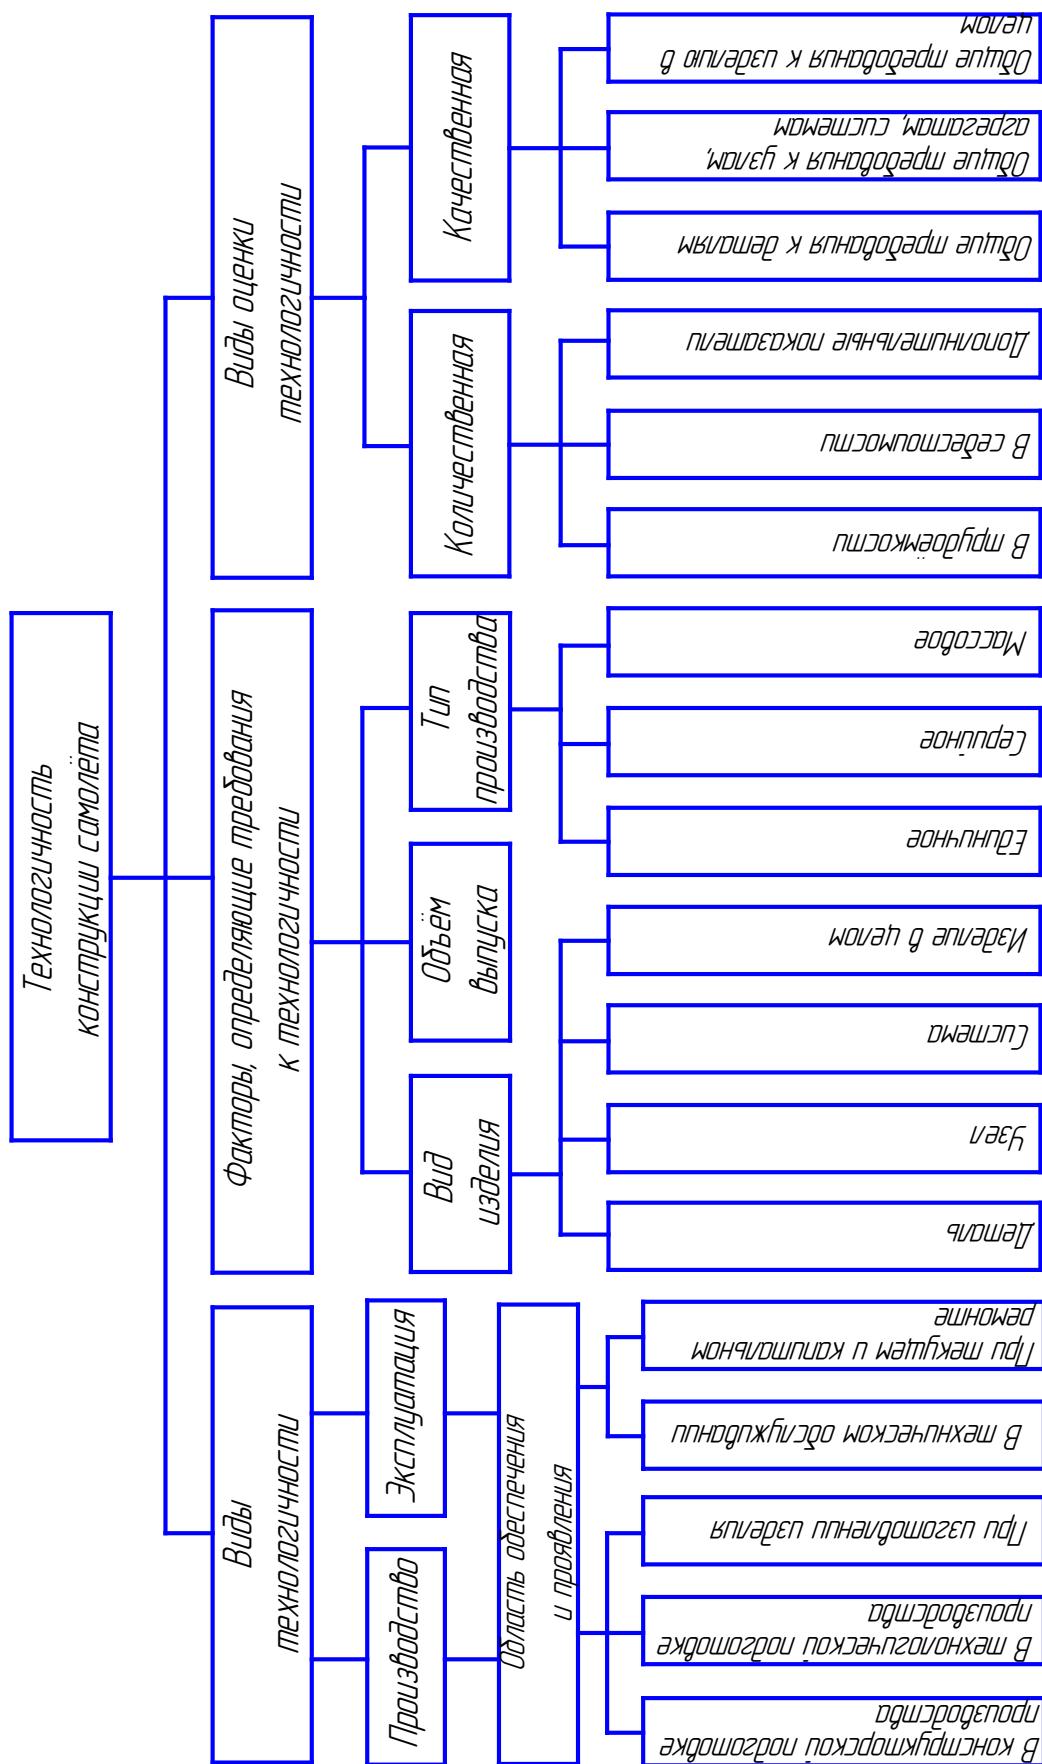 Технологичность
конструкции самолёта
Виды
технологичности
Факторы, определяющие требования
к технологичности
Виды оценки
технологичности
Производство
Эксплуатация
Вид
изделия
Объём
выпуска
Тип
производства
Количественная
Качественная
Область обеспечения
и проявления
В конструкторской подготовке
производства
В технологической подготовке
производства
При изготовлении изделия
В техническом обслуживании
При текущем и капитальном
ремонте
Деталь
Узел
Система
Изделие в целом
Единичное
Серийное
Массовое
В трудоёмкости
В себестоимости
Дополнительные показатели
Общие требования к деталям
Общие требования к узлам,
агрегатам, системам
Общие требования к изделию в
целом